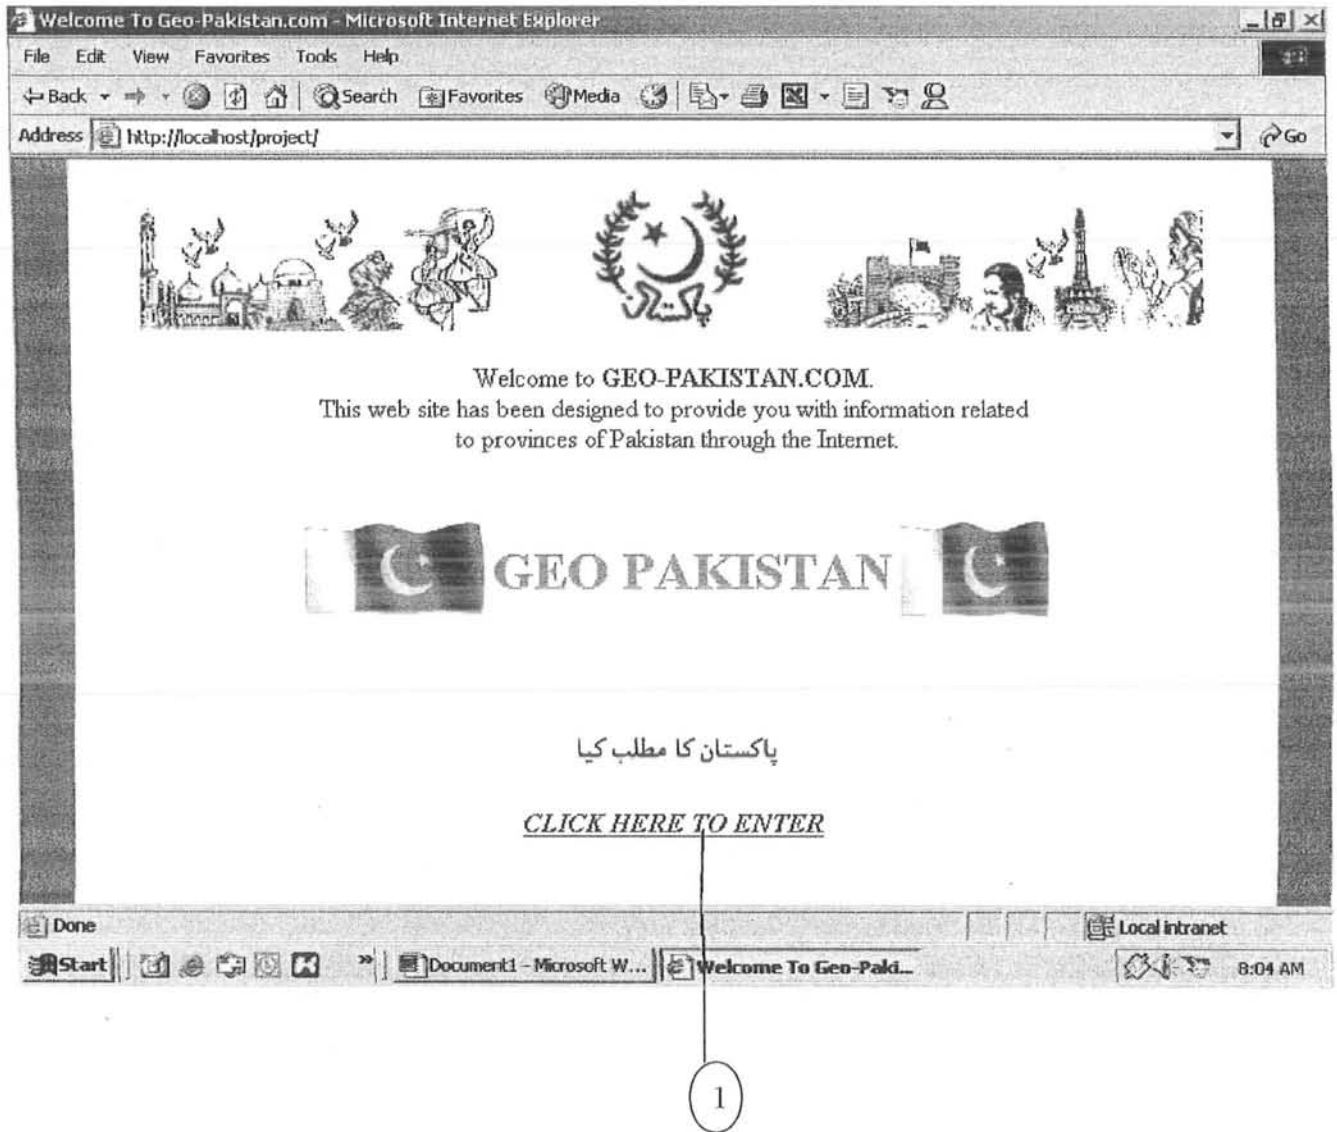 Welcome To Geo-Pakistan.com - Microsoft Internet Explorer
File Edit View Favorites Tools Help
Back Search Favorites Media
Address http://localhost/project/ Go
Welcome to GEO-PAKISTAN.COM.
This web site has been designed to provide you with information related
to provinces of Pakistan through the Internet.
GEO PAKISTAN
پاکستان کا مطلب کیا
CLICK HERE TO ENTER
Done Local intranet
Start » Document1 - Microsoft W... Welcome To Geo-Paki... 8:04 AM
1